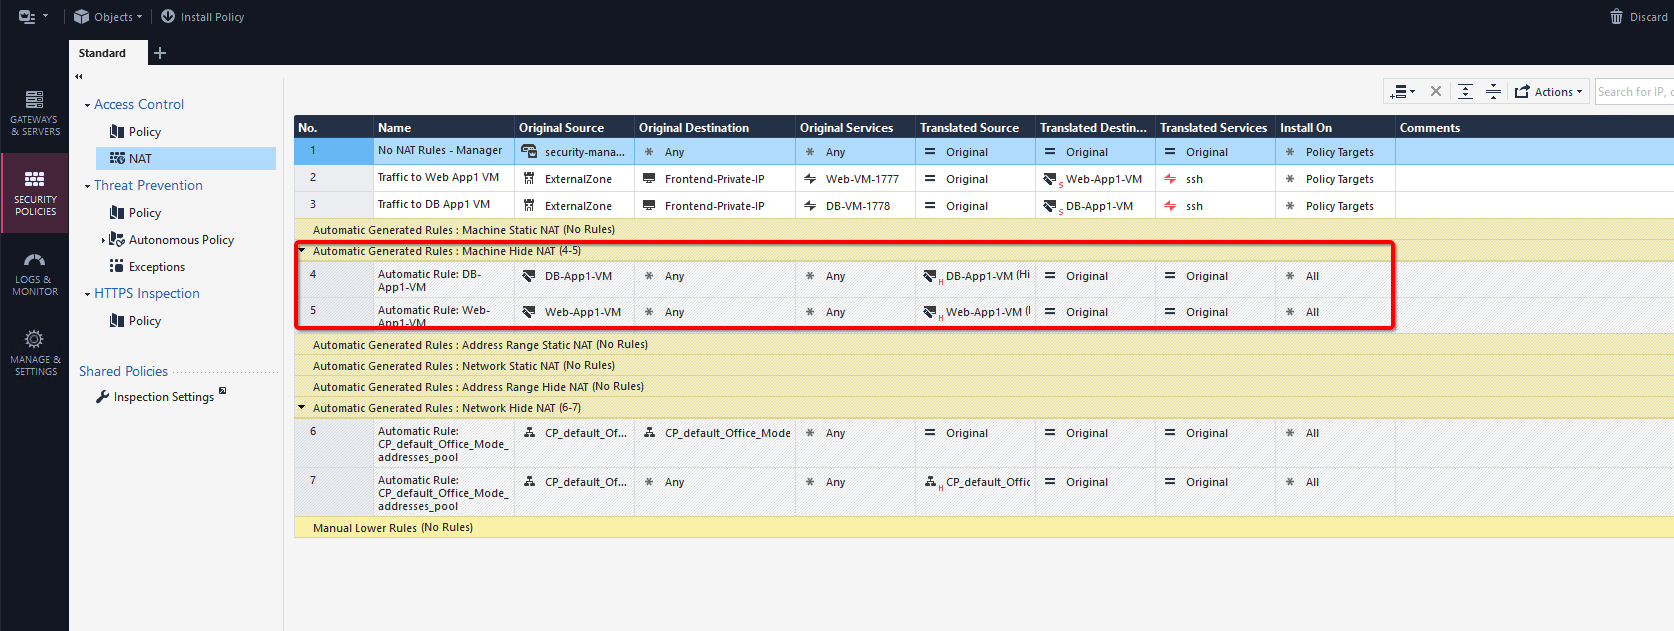 Objects
Install Policy
Discard
Standard
GATEWAYS
& SERVERS
SECURITY
POLICIES
LOGS &
MONITOR
MANAGE &
SETTINGS
Access Control
Policy
NAT
Threat Prevention
Policy
Autonomous Policy
Exceptions
HTTPS Inspection
Policy
Shared Policies
Inspection Settings
Actions
Search for IP, o
No. Name Original Source Original Destination Original Services Translated Source Translated Destin... Translated Services Install On Comments
1 No NAT Rules - Manager security-mana... * Any * Any = Original = Original = Original * Policy Targets
2 Traffic to Web App1 VM ExternalZone Frontend-Private-IP Web-VM-1777 = Original S Web-App1-VM ssh * Policy Targets
3 Traffic to DB App1 VM ExternalZone Frontend-Private-IP DB-VM-1778 = Original S DB-App1-VM ssh * Policy Targets
Automatic Generated Rules : Machine Static NAT (No Rules)
Automatic Generated Rules : Machine Hide NAT (4-5)
4 Automatic Rule: DB-
App1-VM DB-App1-VM * Any * Any H DB-App1-VM (Hi = Original = Original * All
5 Automatic Rule: Web-
App1-VM Web-App1-VM * Any * Any H Web-App1-VM ( = Original = Original * All
Automatic Generated Rules : Address Range Static NAT (No Rules)
Automatic Generated Rules : Network Static NAT (No Rules)
Automatic Generated Rules : Address Range Hide NAT (No Rules)
Automatic Generated Rules : Network Hide NAT (6-7)
6 Automatic Rule:
CP_default_Office_Mode_
addresses_pool CP_default_Of... CP_default_Office_Mode * Any = Original = Original = Original * All
7 Automatic Rule:
CP_default_Office_Mode_
addresses_pool CP_default_Of... * Any * Any H CP_default_Offic = Original = Original * All
Manual Lower Rules (No Rules)